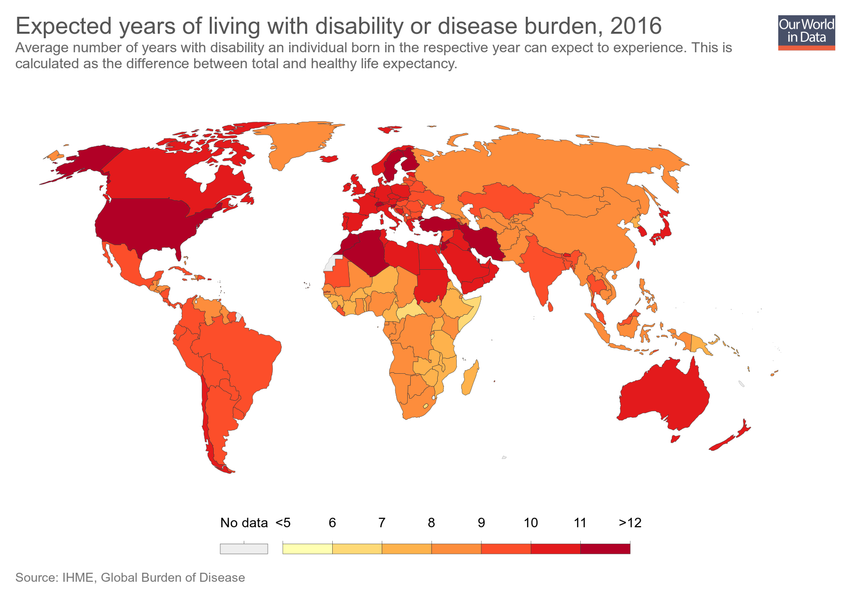 Expected years of living with disability or disease burden, 2016
Our World
in Data
Average number of years with disability an individual born in the respective year can expect to experience. This is
calculated as the difference between total and healthy life expectancy.
No data <5 6 7 8 9 10 11 >12
Source: IHME, Global Burden of Disease